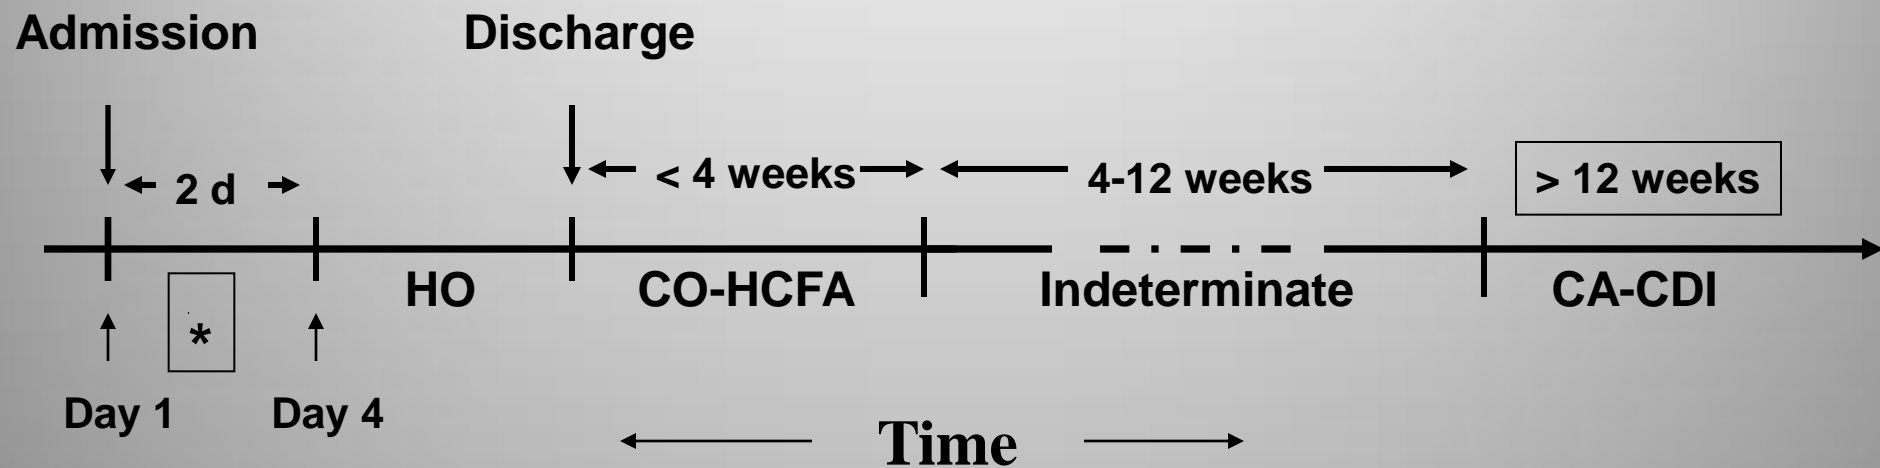 Admission Discharge
2 d < 4 weeks 4-12 weeks > 12 weeks
HO CO-HCFA Indeterminate CA-CDI
*
Day 1 Day 4
Time